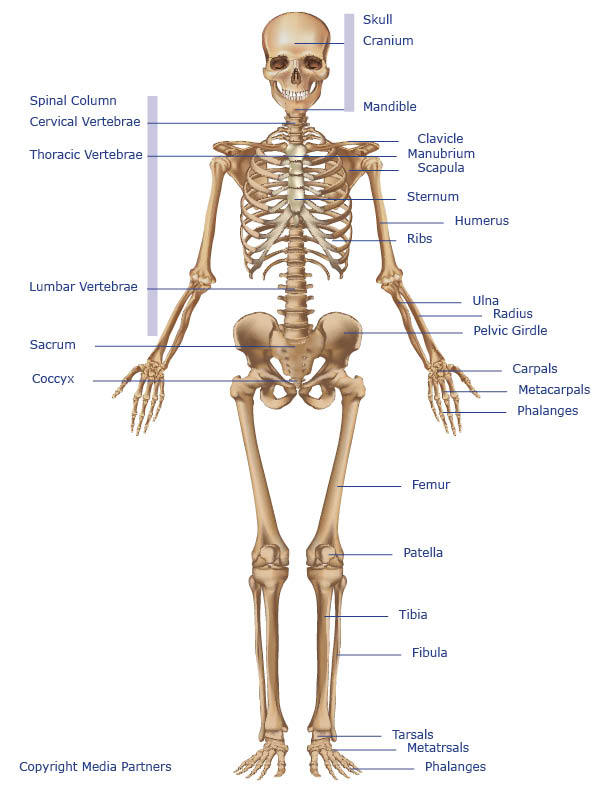 Skull
Cranium
Mandible
Spinal Column
Cervical Vertebrae
Thoracic Vertebrae
Lumbar Vertebrae
Sacrum
Coccyx
Clavicle
Manubrium
Scapula
Sternum
Humerus
Ribs
Ulna
Radius
Pelvic Girdle
Carpals
Metacarpals
Phalanges
Femur
Patella
Tibia
Fibula
Tarsals
Metatrsals
Phalanges
Copyright Media Partners